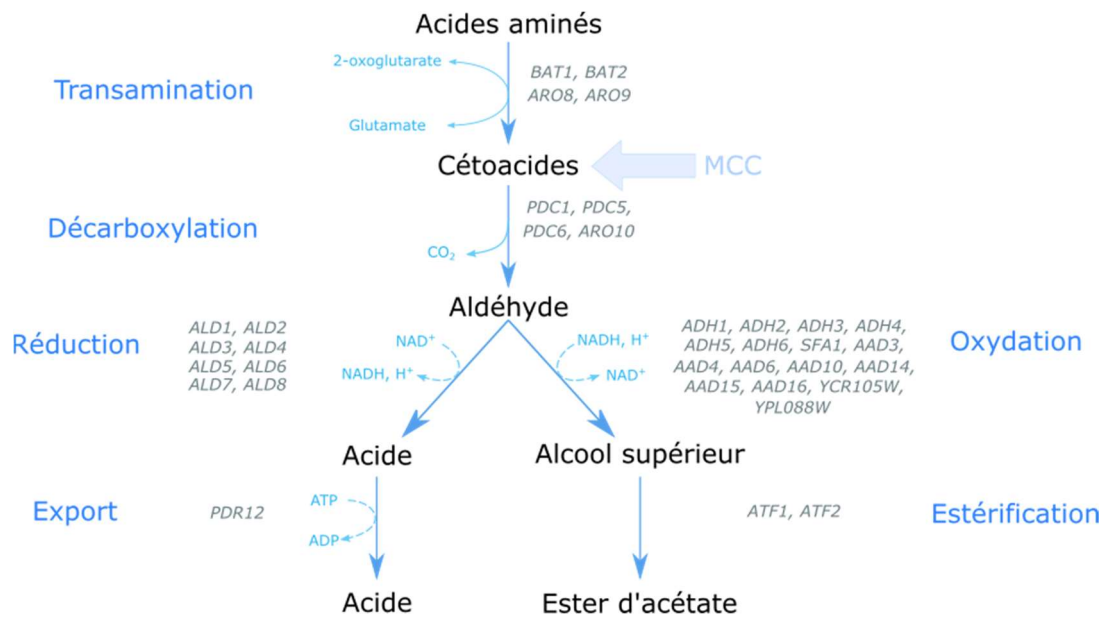 Acides aminés
2-oxoglutarate
BAT1, BAT2
Transamination
ARO8, ARO9
Glutamate
Cétoacides
MCC
PDC1, PDC5,
Décarboxylation
PDC6, ARO10
CO₂
Aldéhyde
Réduction
ALD1, ALD2
ALD3, ALD4
ALD5, ALD6
ALD7, ALD8
NAD⁺
NADH, H⁺
NADH, H⁺
NAD⁺
ADH1, ADH2, ADH3, ADH4,
ADH5, ADH6, SFA1, AAD3,
AAD4, AAD6, AAD10, AAD14,
AAD15, AAD16, YCR105W,
YPL088W
Oxydation
Acide
Alcool supérieur
Export
PDR12
ATP
ADP
ATF1, ATF2
Estérification
Acide
Ester d'acétate